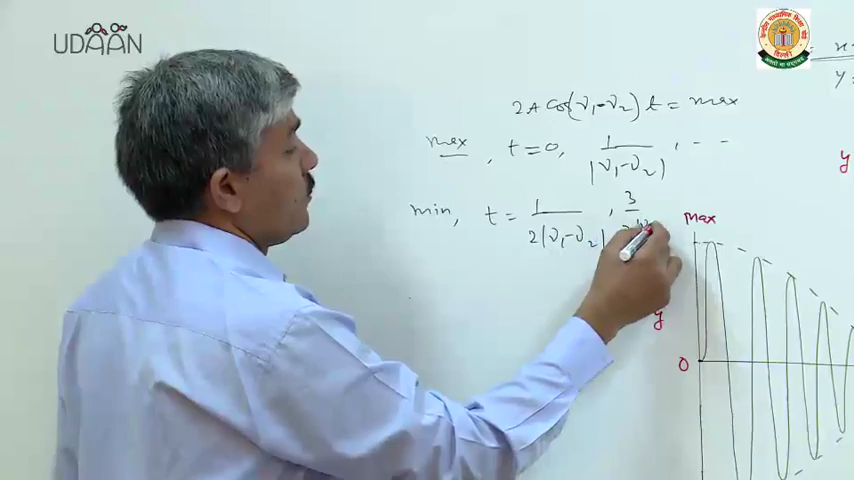 UDAAN
2A Cos(ν₁-ν₂)t = max
max, t=0, 1/|ν₁-ν₂|, - -
min, t = 1/2|ν₁-ν₂|, 3/2|ν
max
y
y
0